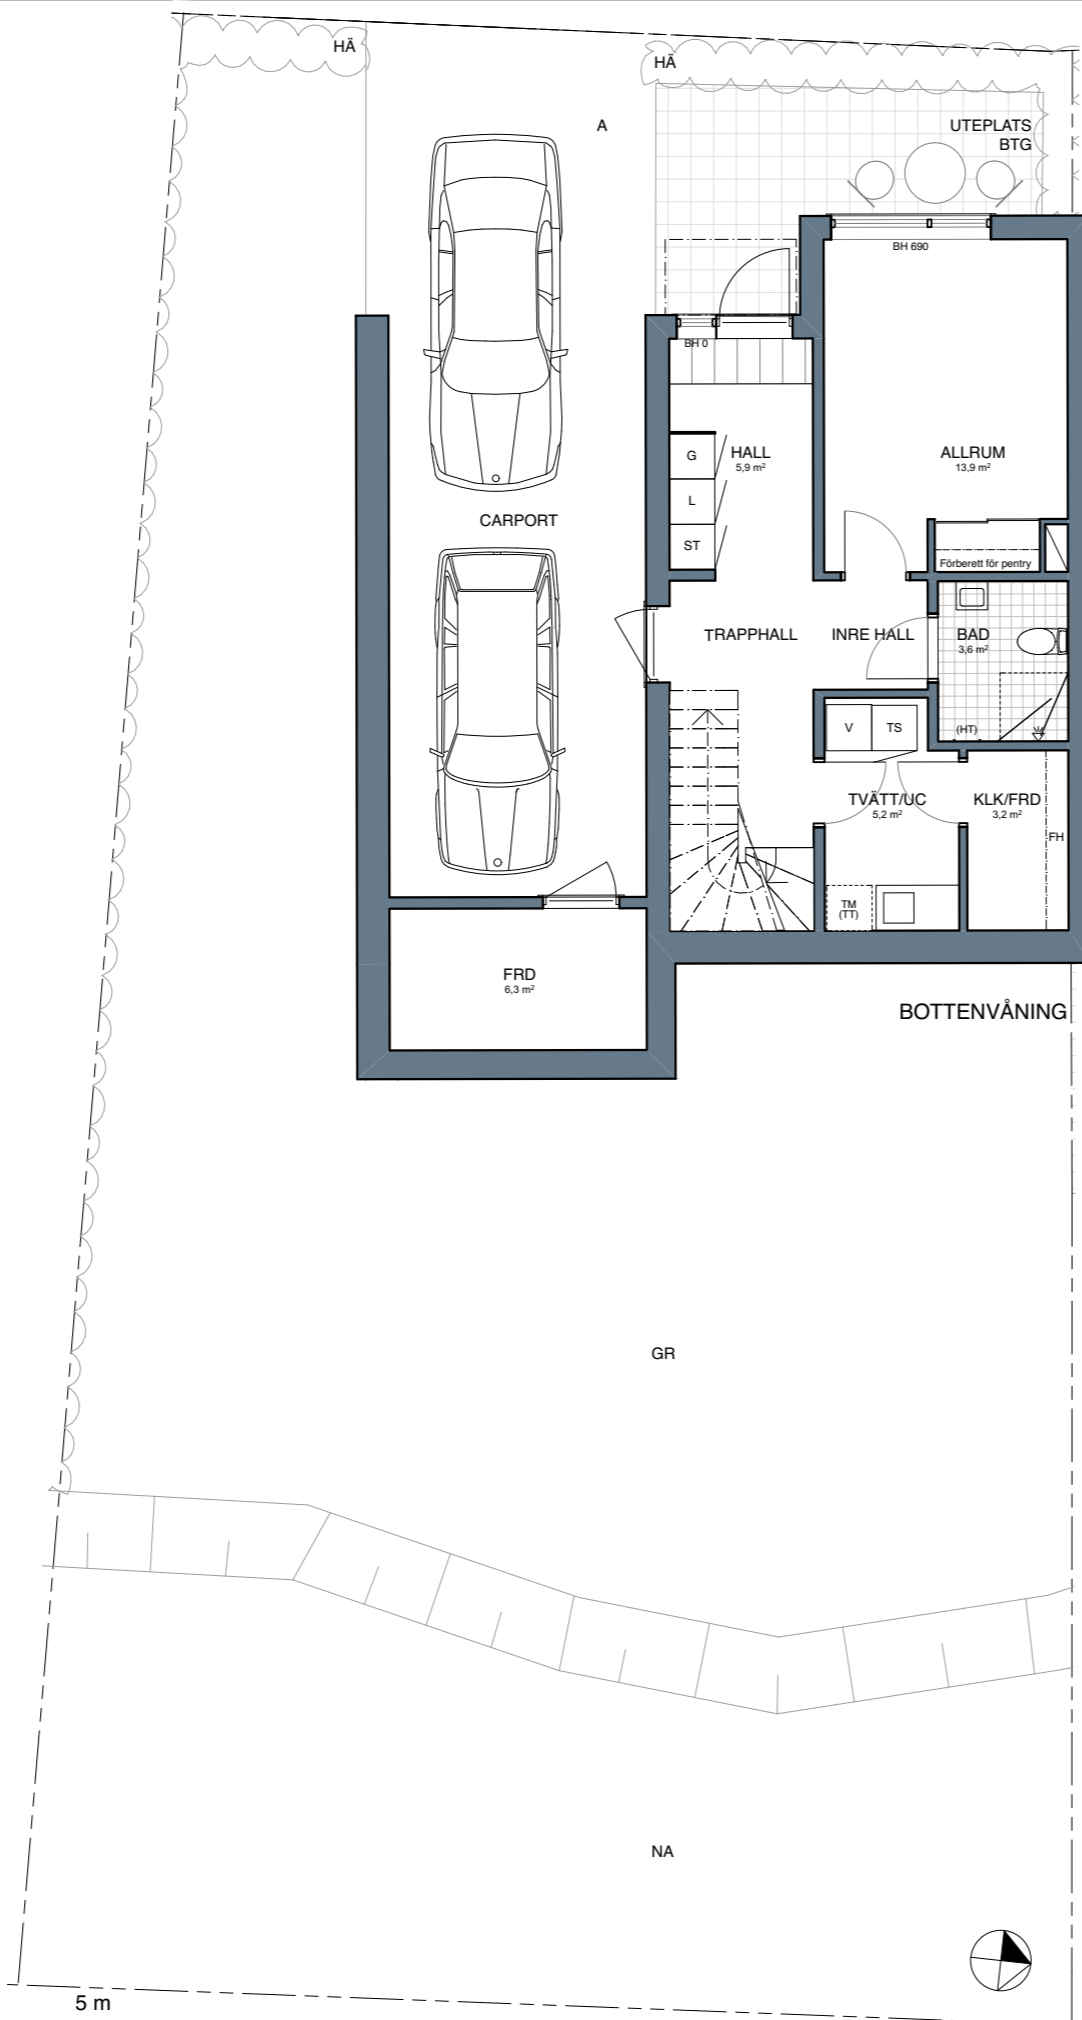 HÄ
HÄ
A
UTEPLATS
BTG
BH 690
BH 0
G
HALL
5,9 m²
ALLRUM
13,9 m²
L
CARPORT
ST
Förberett för pentry
TRAPPHALL
INRE HALL
BAD
3,6 m²
V
TS
(HT)
TVÄTT/UC
5,2 m²
KLK/FRD
3,2 m²
FH
TM
(TT)
FRD
6,3 m²
BOTTENVÅNING
GR
NA
5 m